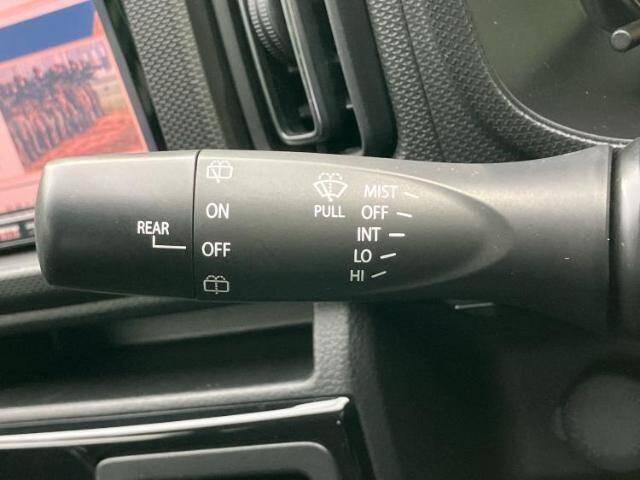 REAR
ON
OFF
PULL
MIST
OFF
INT
LO
HI